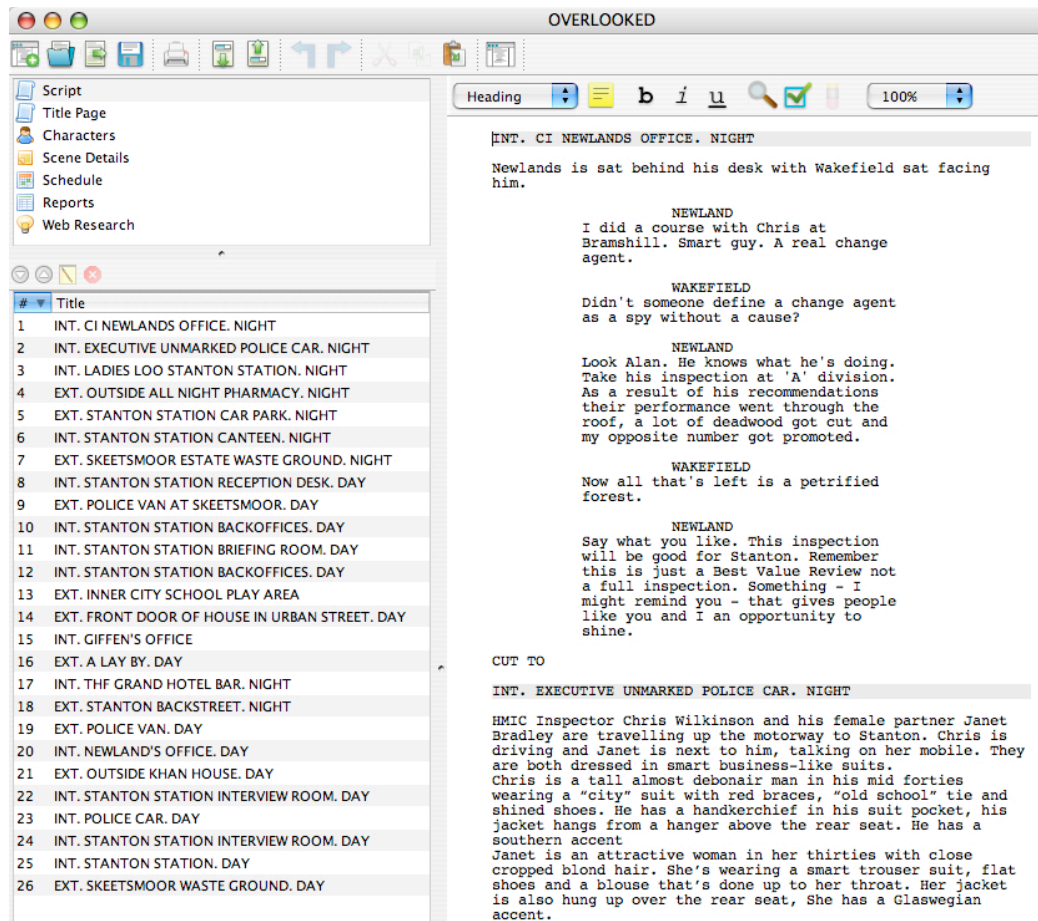 OVERLOOKED
Script
Title Page
Characters
Scene Details
Schedule
Reports
Web Research
# Title
1 INT. CI NEWLANDS OFFICE. NIGHT
2 INT. EXECUTIVE UNMARKED POLICE CAR. NIGHT
3 INT. LADIES LOO STANTON STATION. NIGHT
4 EXT. OUTSIDE ALL NIGHT PHARMACY. NIGHT
5 EXT. STANTON STATION CAR PARK. NIGHT
6 INT. STANTON STATION CANTEEN. NIGHT
7 EXT. SKEETSMOOR ESTATE WASTE GROUND. NIGHT
8 INT. STANTON STATION RECEPTION DESK. DAY
9 EXT. POLICE VAN AT SKEETSMOOR. DAY
10 INT. STANTON STATION BACKOFFICES. DAY
11 INT. STANTON STATION BRIEFING ROOM. DAY
12 INT. STANTON STATION BACKOFFICES. DAY
13 EXT. INNER CITY SCHOOL PLAY AREA
14 EXT. FRONT DOOR OF HOUSE IN URBAN STREET. DAY
15 INT. GIFFEN'S OFFICE
16 EXT. A LAY BY. DAY
17 INT. THF GRAND HOTEL BAR. NIGHT
18 EXT. STANTON BACKSTREET. NIGHT
19 EXT. POLICE VAN. DAY
20 INT. NEWLAND'S OFFICE. DAY
21 EXT. OUTSIDE KHAN HOUSE. DAY
22 INT. STANTON STATION INTERVIEW ROOM. DAY
23 INT. POLICE CAR. DAY
24 INT. STANTON STATION INTERVIEW ROOM. DAY
25 INT. STANTON STATION. DAY
26 EXT. SKEETSMOOR WASTE GROUND. DAY
Heading b i u 100%
INT. CI NEWLANDS OFFICE. NIGHT
Newlands is sat behind his desk with Wakefield sat facing
him.
NEWLAND
I did a course with Chris at
Bramshill. Smart guy. A real change
agent.
WAKEFIELD
Didn't someone define a change agent
as a spy without a cause?
NEWLAND
Look Alan. He knows what he's doing.
Take his inspection at 'A' division.
As a result of his recommendations
their performance went through the
roof, a lot of deadwood got cut and
my opposite number got promoted.
WAKEFIELD
Now all that's left is a petrified
forest.
NEWLAND
Say what you like. This inspection
will be good for Stanton. Remember
this is just a Best Value Review not
a full inspection. Something - I
might remind you - that gives people
like you and I an opportunity to
shine.
CUT TO
INT. EXECUTIVE UNMARKED POLICE CAR. NIGHT
HMIC Inspector Chris Wilkinson and his female partner Janet
Bradley are travelling up the motorway to Stanton. Chris is
driving and Janet is next to him, talking on her mobile. They
are both dressed in smart business-like suits.
Chris is a tall almost debonair man in his mid forties
wearing a “city” suit with red braces, “old school” tie and
shined shoes. He has a handkerchief in his suit pocket, his
jacket hangs from a hanger above the rear seat. He has a
southern accent
Janet is an attractive woman in her thirties with close
cropped blond hair. She’s wearing a smart trouser suit, flat
shoes and a blouse that’s done up to her throat. Her jacket
is also hung up over the rear seat, She has a Glaswegian
accent.